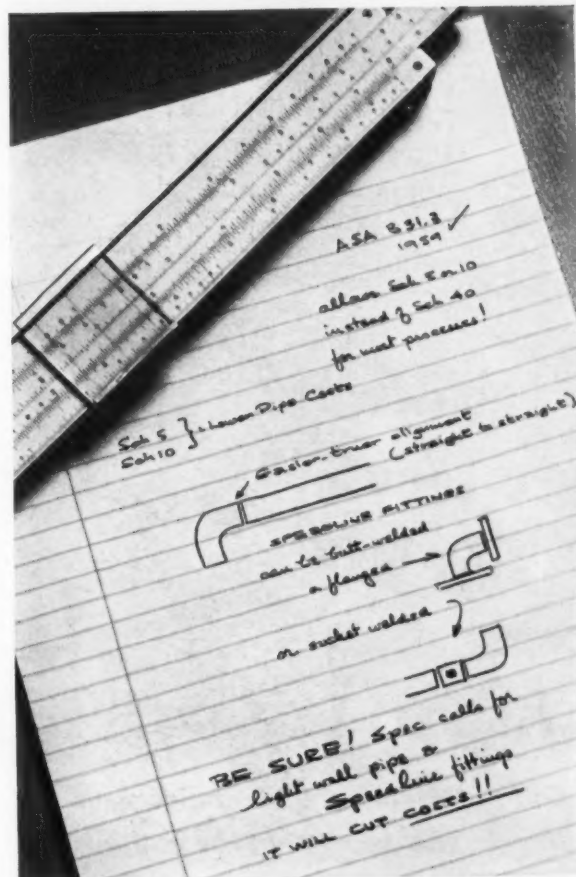 ASA B 31.3
1959 ✓
allows Sch 5 or 10
instead of Sch 40
for most processes!
Sch 5 } = Lower Pipe Costs
Sch 10
Easier-truer alignment
(straight to straight)
SPEEDLINE FITTINGS
can be butt-welded
a flanged →
or socket welded
BE SURE! Spec calls for
light wall pipe &
Speedline fittings
IT WILL CUT COSTS!!